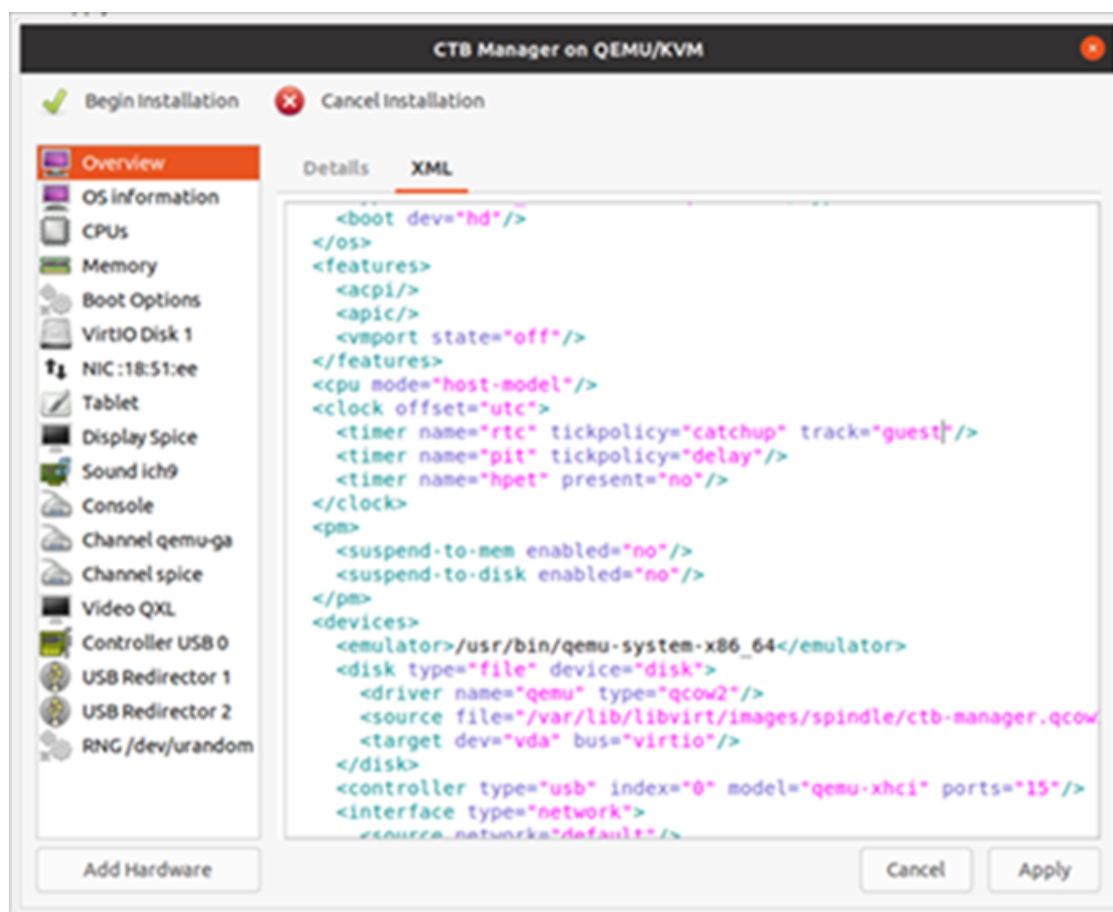 CTB Manager on QEMU/KVM
Begin Installation
Cancel Installation
Overview
OS information
CPUs
Memory
Boot Options
VirtIO Disk 1
NIC :18:51:ee
Tablet
Display Spice
Sound ich9
Console
Channel qemu-ga
Channel spice
Video QXL
Controller USB 0
USB Redirector 1
USB Redirector 2
RNG /dev/urandom
Add Hardware
Details
XML
<boot dev="hd"/>
</os>
<features>
<acpi/>
<apic/>
<vmport state="off"/>
</features>
<cpu mode="host-model"/>
<clock offset="utc">
<timer name="rtc" tickpolicy="catchup" track="guest"/>
<timer name="pit" tickpolicy="delay"/>
<timer name="hpet" present="no"/>
</clock>
<pm>
<suspend-to-mem enabled="no"/>
<suspend-to-disk enabled="no"/>
</pm>
<devices>
<emulator>/usr/bin/qemu-system-x86_64</emulator>
<disk type="file" device="disk">
<driver name="qemu" type="qcow2"/>
<source file="/var/lib/libvirt/images/spindle/ctb-manager.qcow
<target dev="vda" bus="virtio"/>
</disk>
<controller type="usb" index="0" model="qemu-xhci" ports="15"/>
<interface type="network">
<source network="default"/>
Cancel
Apply